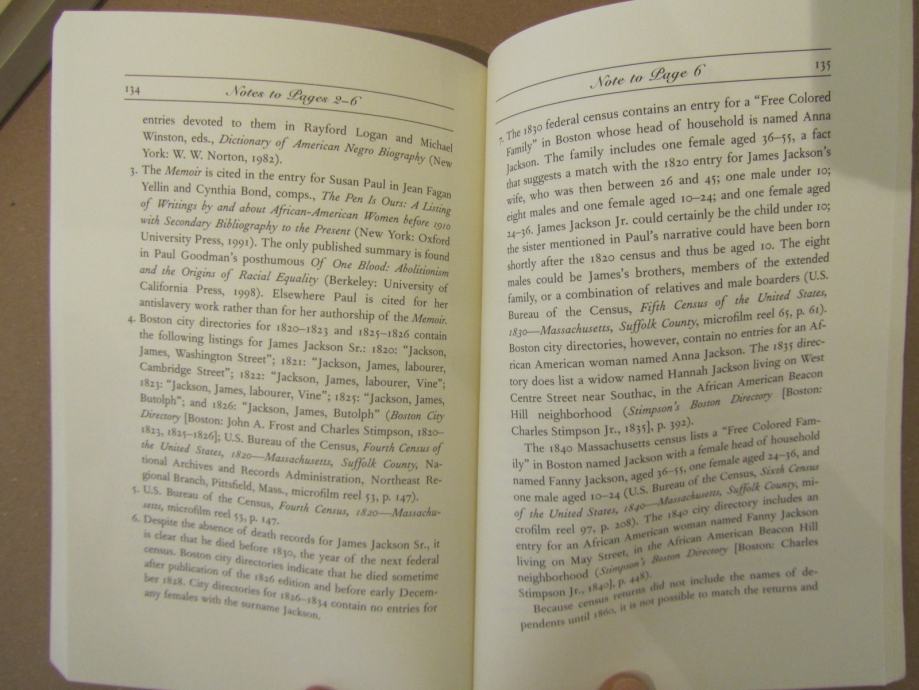 134 Notes to Pages 2–6
entries devoted to them in Rayford Logan and Michael
Winston, eds., Dictionary of American Negro Biography (New
York: W. W. Norton, 1982).
3. The Memoir is cited in the entry for Susan Paul in Jean Fagan
Yellin and Cynthia Bond, comps., The Pen Is Ours: A Listing
of Writings by and about African-American Women before 1910
with Secondary Bibliography to the Present (New York: Oxford
University Press, 1991). The only published summary is found
in Paul Goodman's posthumous Of One Blood: Abolitionism
and the Origins of Racial Equality (Berkeley: University of
California Press, 1998). Elsewhere Paul is cited for her
antislavery work rather than for her authorship of the Memoir.
4. Boston city directories for 1820–1823 and 1825–1826 contain
the following listings for James Jackson Sr.: 1820: "Jackson,
James, Washington Street"; 1821: "Jackson, James, labourer,
Cambridge Street"; 1822: "Jackson, James, labourer, Vine";
1823: "Jackson, James, labourer, Vine"; 1825: "Jackson, James,
Butolph"; and 1826: "Jackson, James, Butolph" (Boston City
Directory [Boston: John A. Frost and Charles Stimpson, 1820–
1823, 1825–1826]; U.S. Bureau of the Census, Fourth Census of
the United States, 1820—Massachusetts, Suffolk County, Na-
tional Archives and Records Administration, Northeast Re-
gional Branch, Pittsfield, Mass., microfilm reel 53, p. 147).
5. U.S. Bureau of the Census, Fourth Census, 1820—Massachu-
setts, microfilm reel 53, p. 147.
6. Despite the absence of death records for James Jackson Sr., it
is clear that he died before 1830, the year of the next federal
census. Boston city directories indicate that he died sometime
after publication of the 1826 edition and before early Decem-
ber 1828. City directories for 1826–1834 contain no entries for
any females with the surname Jackson.
Note to Page 6 135
7. The 1830 federal census contains an entry for a "Free Colored
Family" in Boston whose head of household is named Anna
Jackson. The family includes one female aged 36–55, a fact
that suggests a match with the 1820 entry for James Jackson's
wife, who was then between 26 and 45; one male under 10;
eight males and one female aged 10–24; and one female aged
24–36. James Jackson Jr. could certainly be the child under 10;
the sister mentioned in Paul's narrative could have been born
shortly after the 1820 census and thus be aged 10. The eight
males could be James's brothers, members of the extended
family, or a combination of relatives and male boarders (U.S.
Bureau of the Census, Fifth Census of the United States,
1830—Massachusetts, Suffolk County, microfilm reel 65, p. 61).
Boston city directories, however, contain no entries for an Af-
rican American woman named Anna Jackson. The 1835 direc-
tory does list a widow named Hannah Jackson living on West
Centre Street near Southac, in the African American Beacon
Hill neighborhood (Stimpson's Boston Directory [Boston:
Charles Stimpson Jr., 1835], p. 392).
The 1840 Massachusetts census lists a "Free Colored Fam-
ily" in Boston named Jackson with a female head of household
named Fanny Jackson, aged 36–55, one female aged 24–36, and
one male aged 10–24 (U.S. Bureau of the Census, Sixth Census
of the United States, 1840—Massachusetts, Suffolk County, mi-
crofilm reel 97, p. 208). The 1840 city directory includes an
entry for an African American woman named Fanny Jackson
living on May Street, in the African American Beacon Hill
neighborhood (Stimpson's Boston Directory [Boston: Charles
Stimpson Jr., 1840], p. 448).
Because census returns did not include the names of de-
pendents until 1860, it is not possible to match the returns and